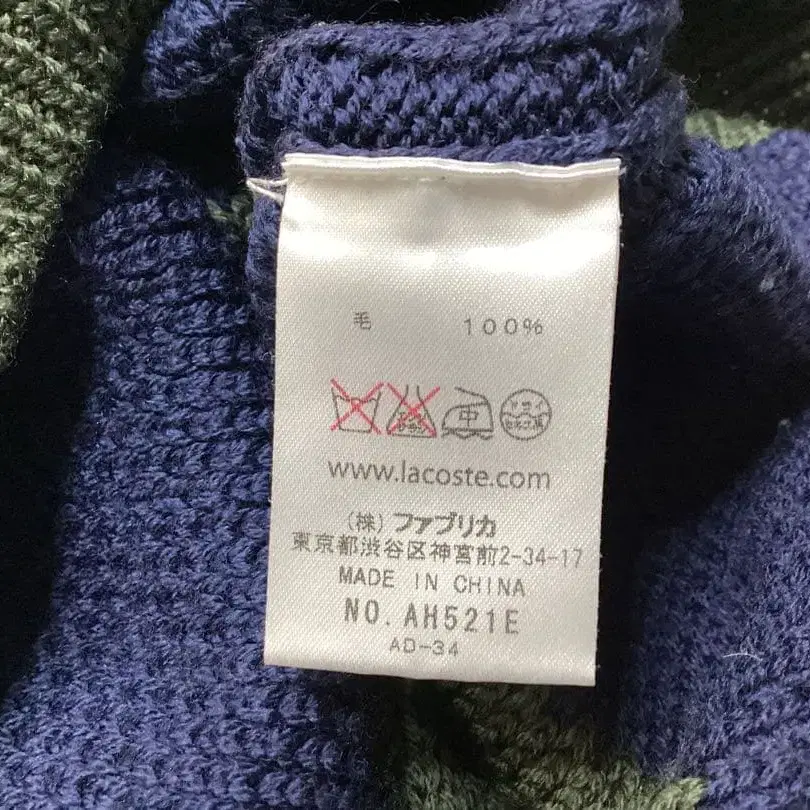 毛 100%
中
www.lacoste.com
(株) ファブリカ
東京都渋谷区神宮前2-34-17
MADE IN CHINA
NO. AH521E
AD-34